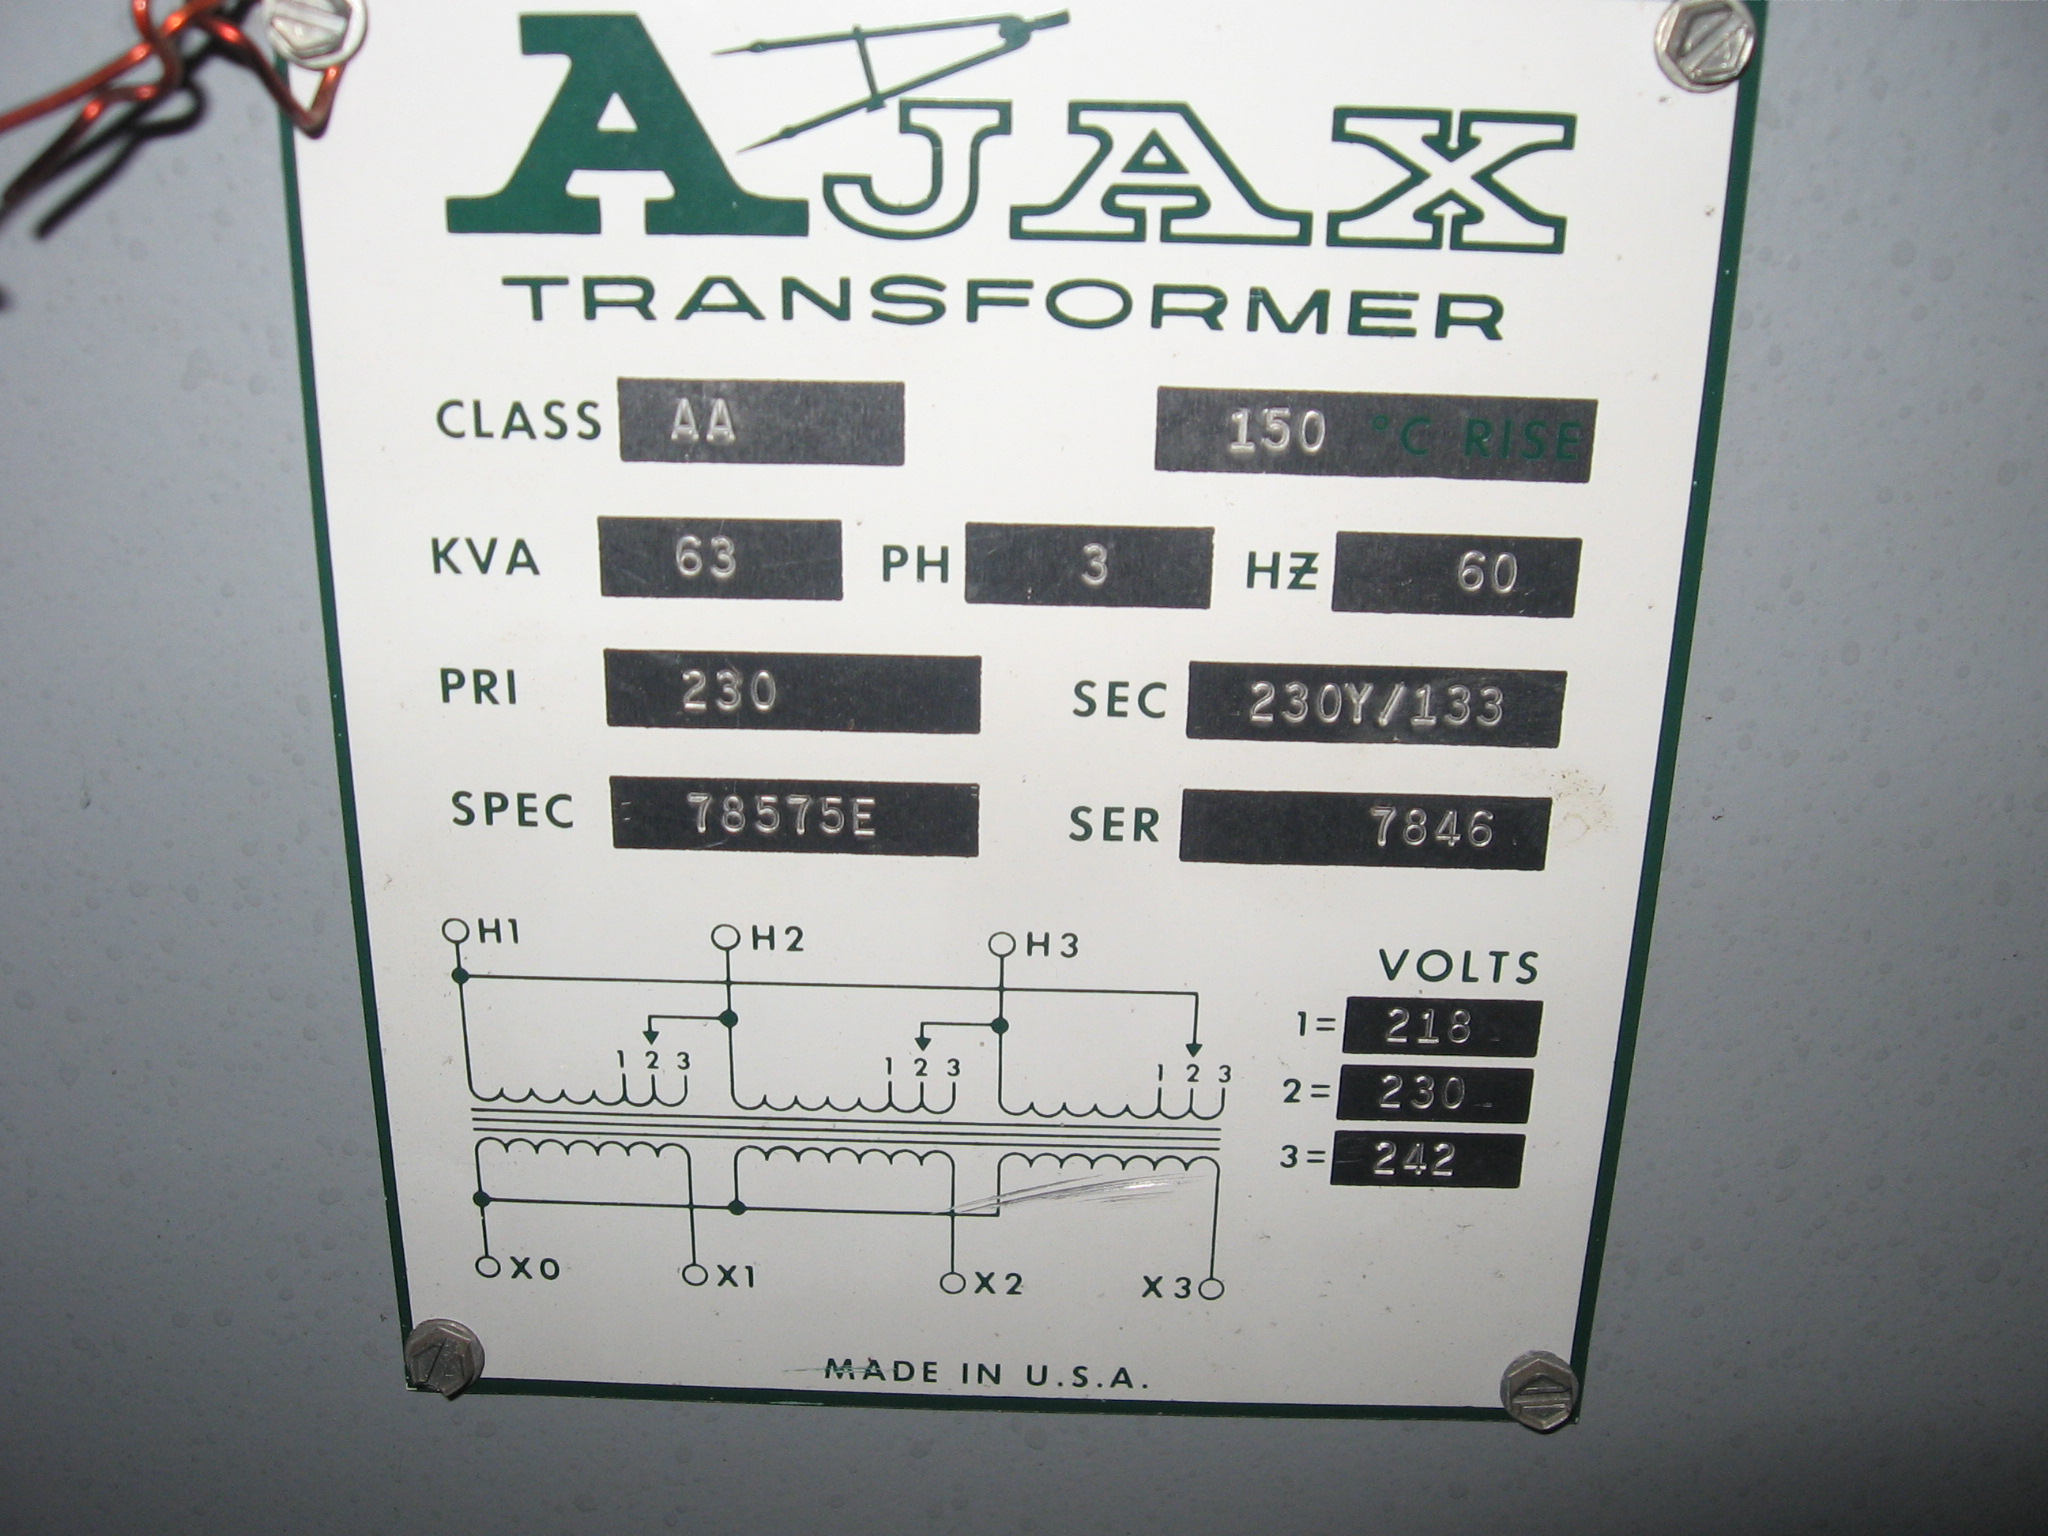 AJAX
TRANSFORMER
CLASS AA 150 °C RISE
KVA 63 PH 3 HZ 60
PRI 230 SEC 230Y/133
SPEC 78575E SER 7846
H1 H2 H3
VOLTS
1= 218
2= 230
3= 242
1 2 3 1 2 3 1 2 3
X0 X1 X2 X3
MADE IN U.S.A.